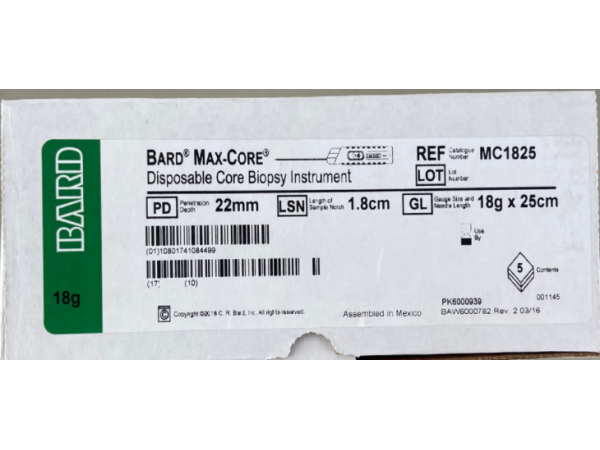 BARD
18g
BARD® MAX-CORE®
Disposable Core Biopsy Instrument
REF Catalogue Number MC1825
LOT Lot Number
PD Penetration Depth 22mm LSN Length of Sample Notch 1.8cm GL Gauge Size and Needle Length 18g x 25cm
(01)10801741084499
Use By
(17) (10)
5 Contents
PK6000939 001145
Copyright ©2016 C. R. Bard, Inc. All rights reserved. Assembled in Mexico BAW6000782 Rev. 2 03/16